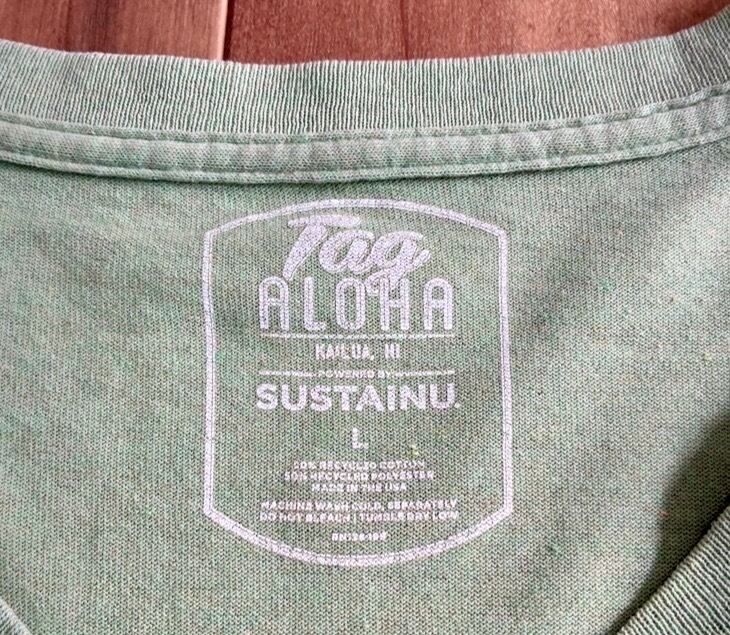 Tag
ALOHA
KAILUA, HI
POWERED BY
SUSTAINU.
L
50% RECYCLED COTTON
50% RECYCLED POLYESTER
MADE IN THE USA
MACHINE WASH COLD, SEPARATELY
DO NOT BLEACH | TUMBLE DRY LOW